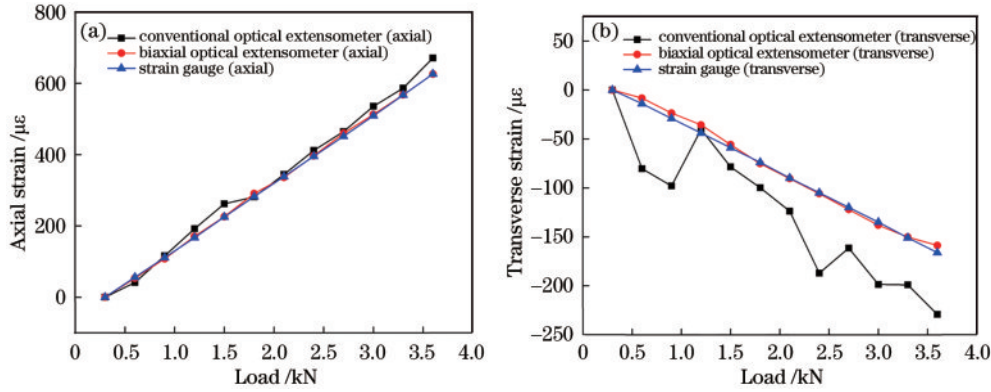 (a)
conventional optical extensometer (axial)
biaxial optical extensometer (axial)
strain gauge (axial)
800
600
400
200
0
Axial strain /με
0
0.5
1.0
1.5
2.0
2.5
3.0
3.5
4.0
Load /kN
(b)
conventional optical extensometer (transverse)
biaxial optical extensometer (transverse)
strain gauge (transverse)
50
0
−50
−100
−150
−200
−250
Transverse strain /με
0
0.5
1.0
1.5
2.0
2.5
3.0
3.5
4.0
Load /kN